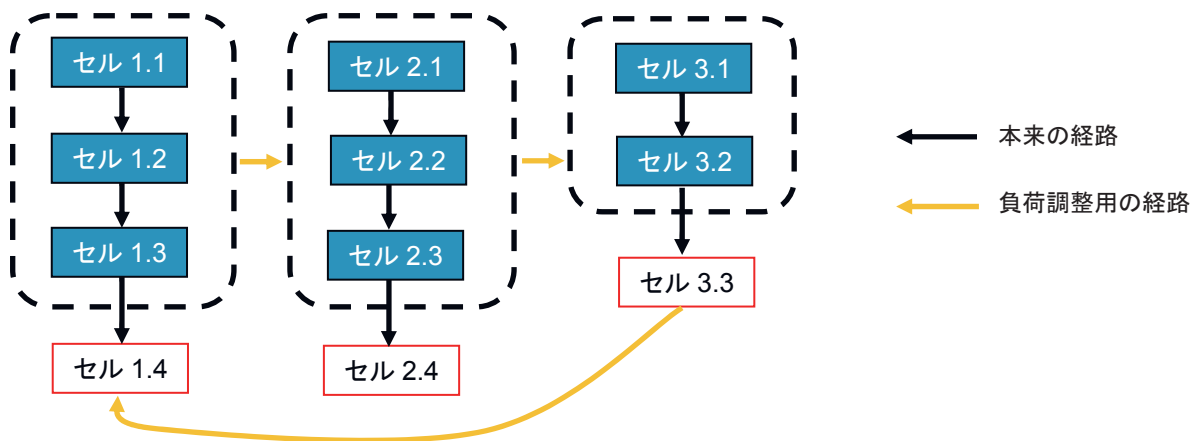 セル 1.1
セル 1.2
セル 1.3
セル 1.4
セル 2.1
セル 2.2
セル 2.3
セル 2.4
セル 3.1
セル 3.2
セル 3.3
本来の経路
負荷調整用の経路